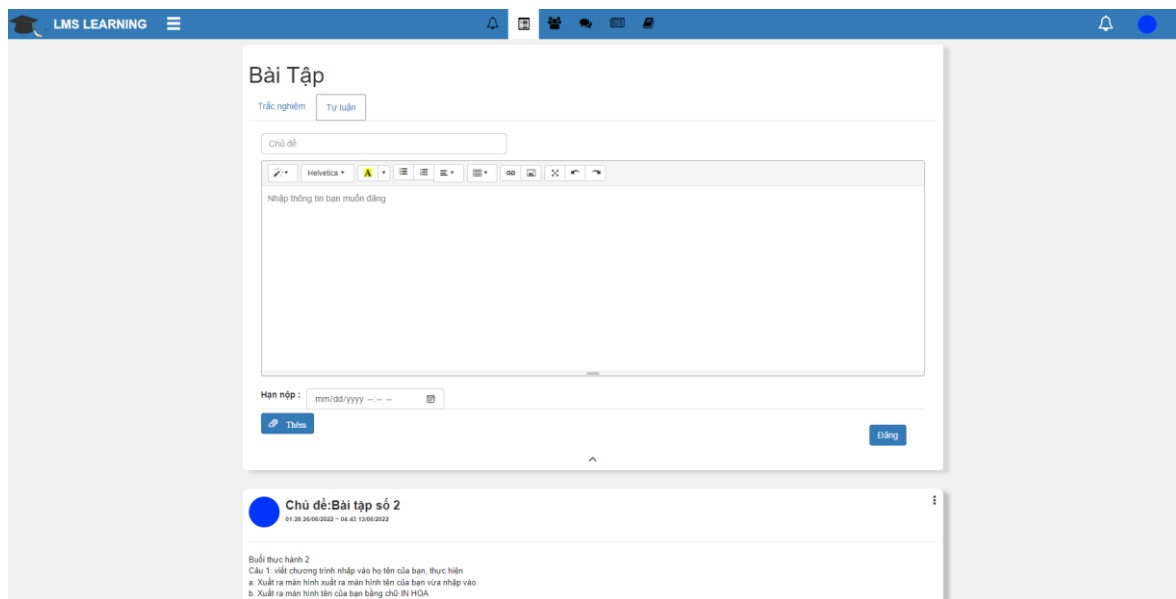 LMS LEARNING
Bài Tập
Trắc nghiệm
Tự luận
Chủ đề
Helvetica
A
Nhập thông tin bạn muốn đăng
Hạn nộp :
mm/dd/yyyy --:-- --
Thêm
Đăng
Chủ đề:Bài tập số 2
01:28 26/06/2022 ~ 04:43 13/06/2022
Buổi thực hành 2
Câu 1: viết chương trình nhập vào họ tên của bạn, thực hiện
a. Xuất ra màn hình xuất ra màn hình tên của bạn vừa nhập vào.
b. Xuất ra màn hình tên của bạn bằng chữ IN HOA